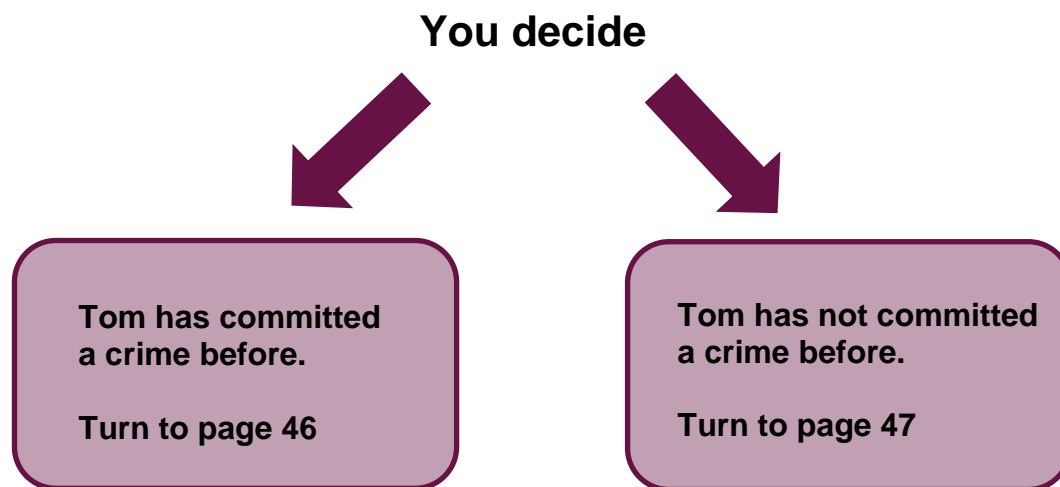 You decide
Tom has committed
a crime before.
Turn to page 46
Tom has not committed
a crime before.
Turn to page 47